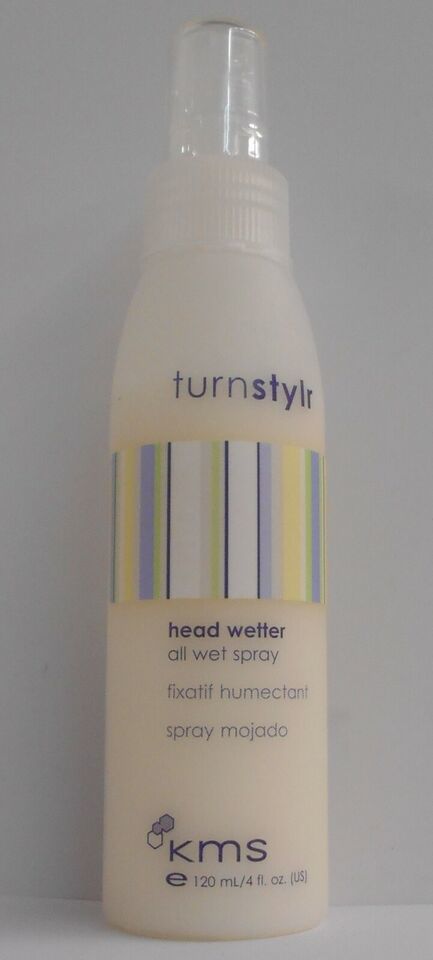 turnstylr
head wetter
all wet spray
fixatif humectant
spray mojado
kms
e 120 mL/4 fl. oz. (US)